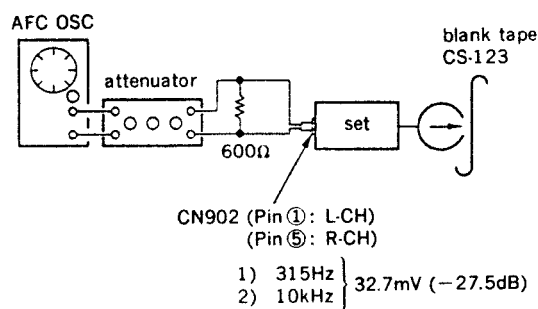 AFC OSC
attenuator
600Ω
set
blank tape
CS-123
CN902 (Pin ①: L-CH)
(Pin ⑤: R-CH)
1) 315Hz
2) 10kHz
32.7mV (−27.5dB)